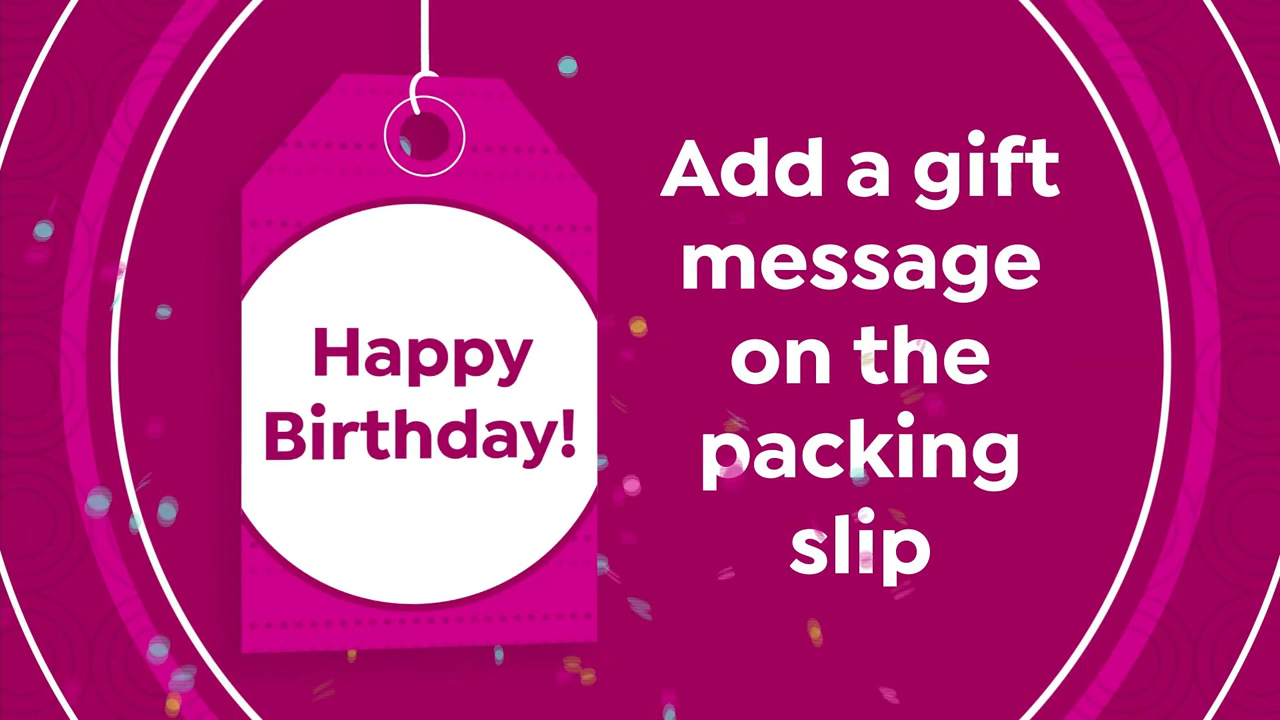 Happy
Birthday!
Add a gift
message
on the
packing
slip